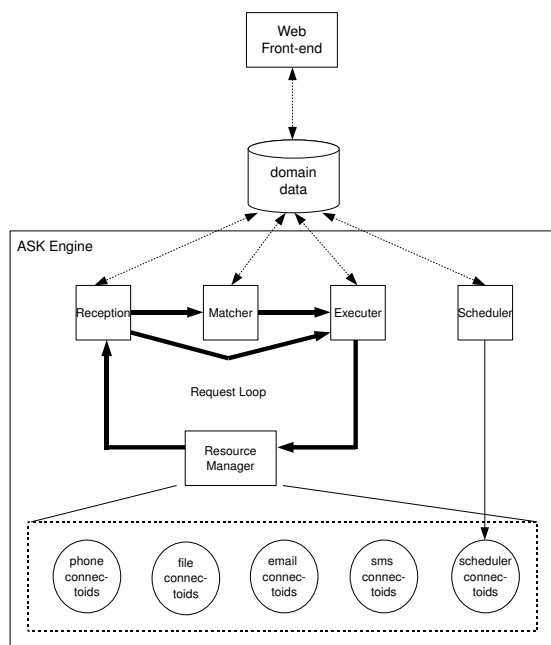 Web
Front-end
domain
data
ASK Engine
Reception
Matcher
Executer
Scheduler
Request Loop
Resource
Manager
phone
connec-
toids
file
connec-
toids
email
connec-
toids
sms
connec-
toids
scheduler
connec-
toids